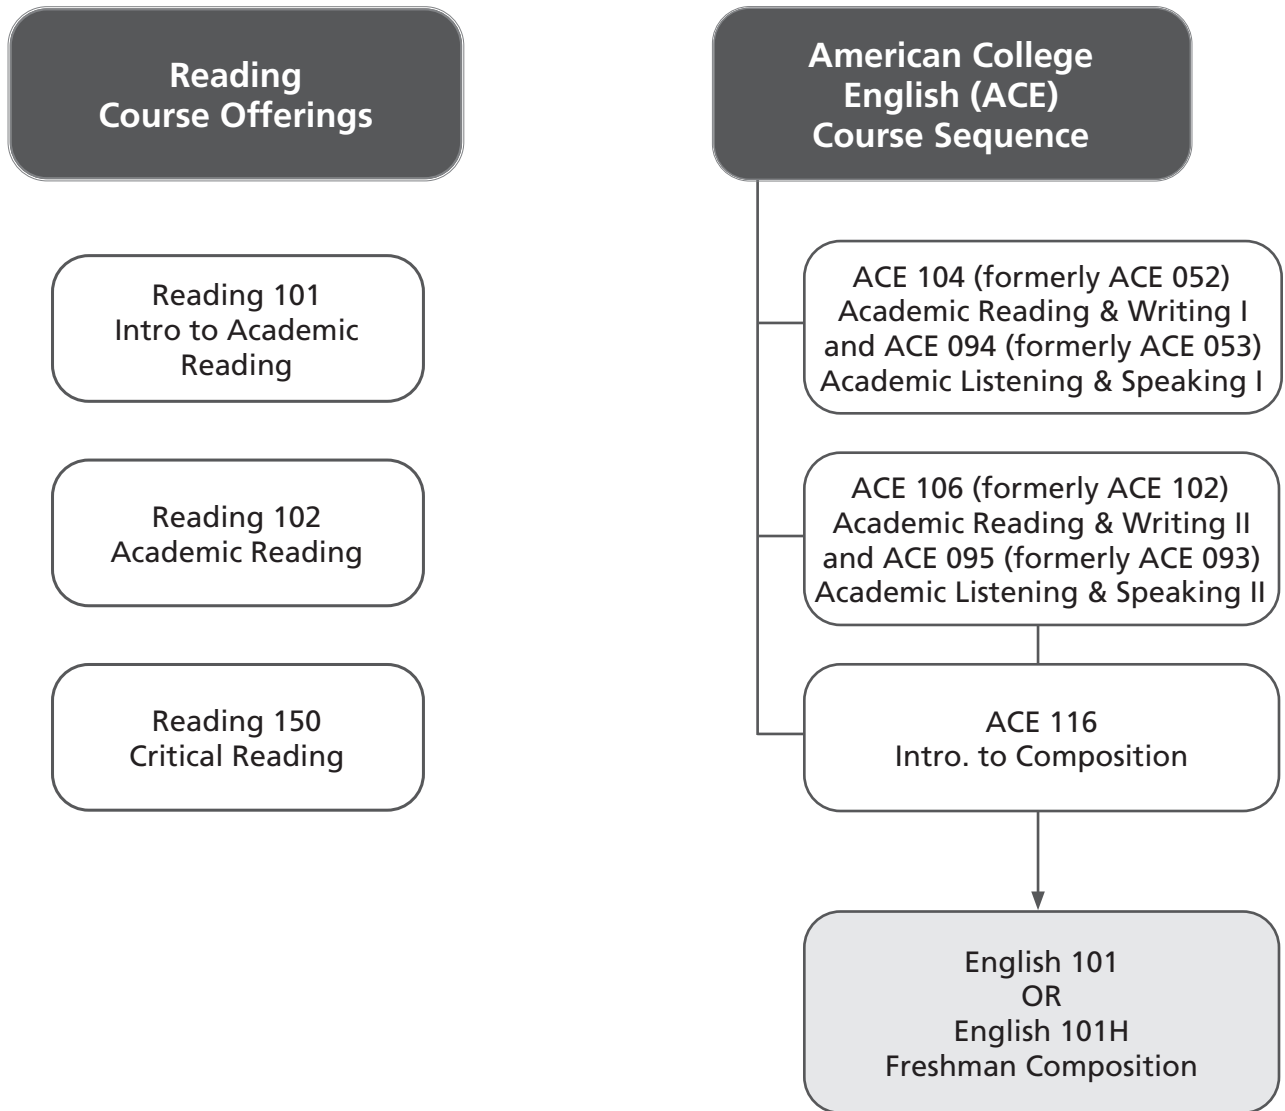 Reading
Course Offerings
Reading 101
Intro to Academic
Reading
Reading 102
Academic Reading
Reading 150
Critical Reading
American College
English (ACE)
Course Sequence
ACE 104 (formerly ACE 052)
Academic Reading & Writing I
and ACE 094 (formerly ACE 053)
Academic Listening & Speaking I
ACE 106 (formerly ACE 102)
Academic Reading & Writing II
and ACE 095 (formerly ACE 093)
Academic Listening & Speaking II
ACE 116
Intro. to Composition
English 101
OR
English 101H
Freshman Composition